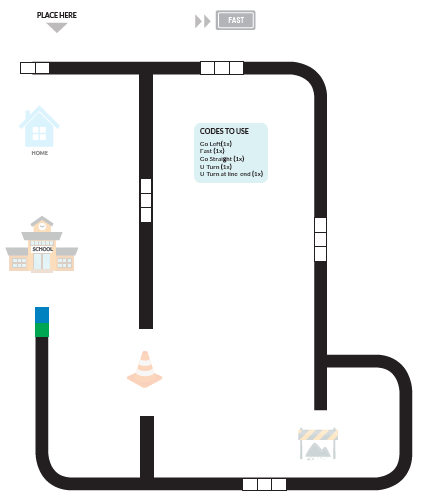 PLACE HERE
FAST
CODES TO USE
Go Left(1x)
Fast (1x)
Go Straight (1x)
U Turn (1x)
U Turn at line end (1x)
HOME
SCHOOL